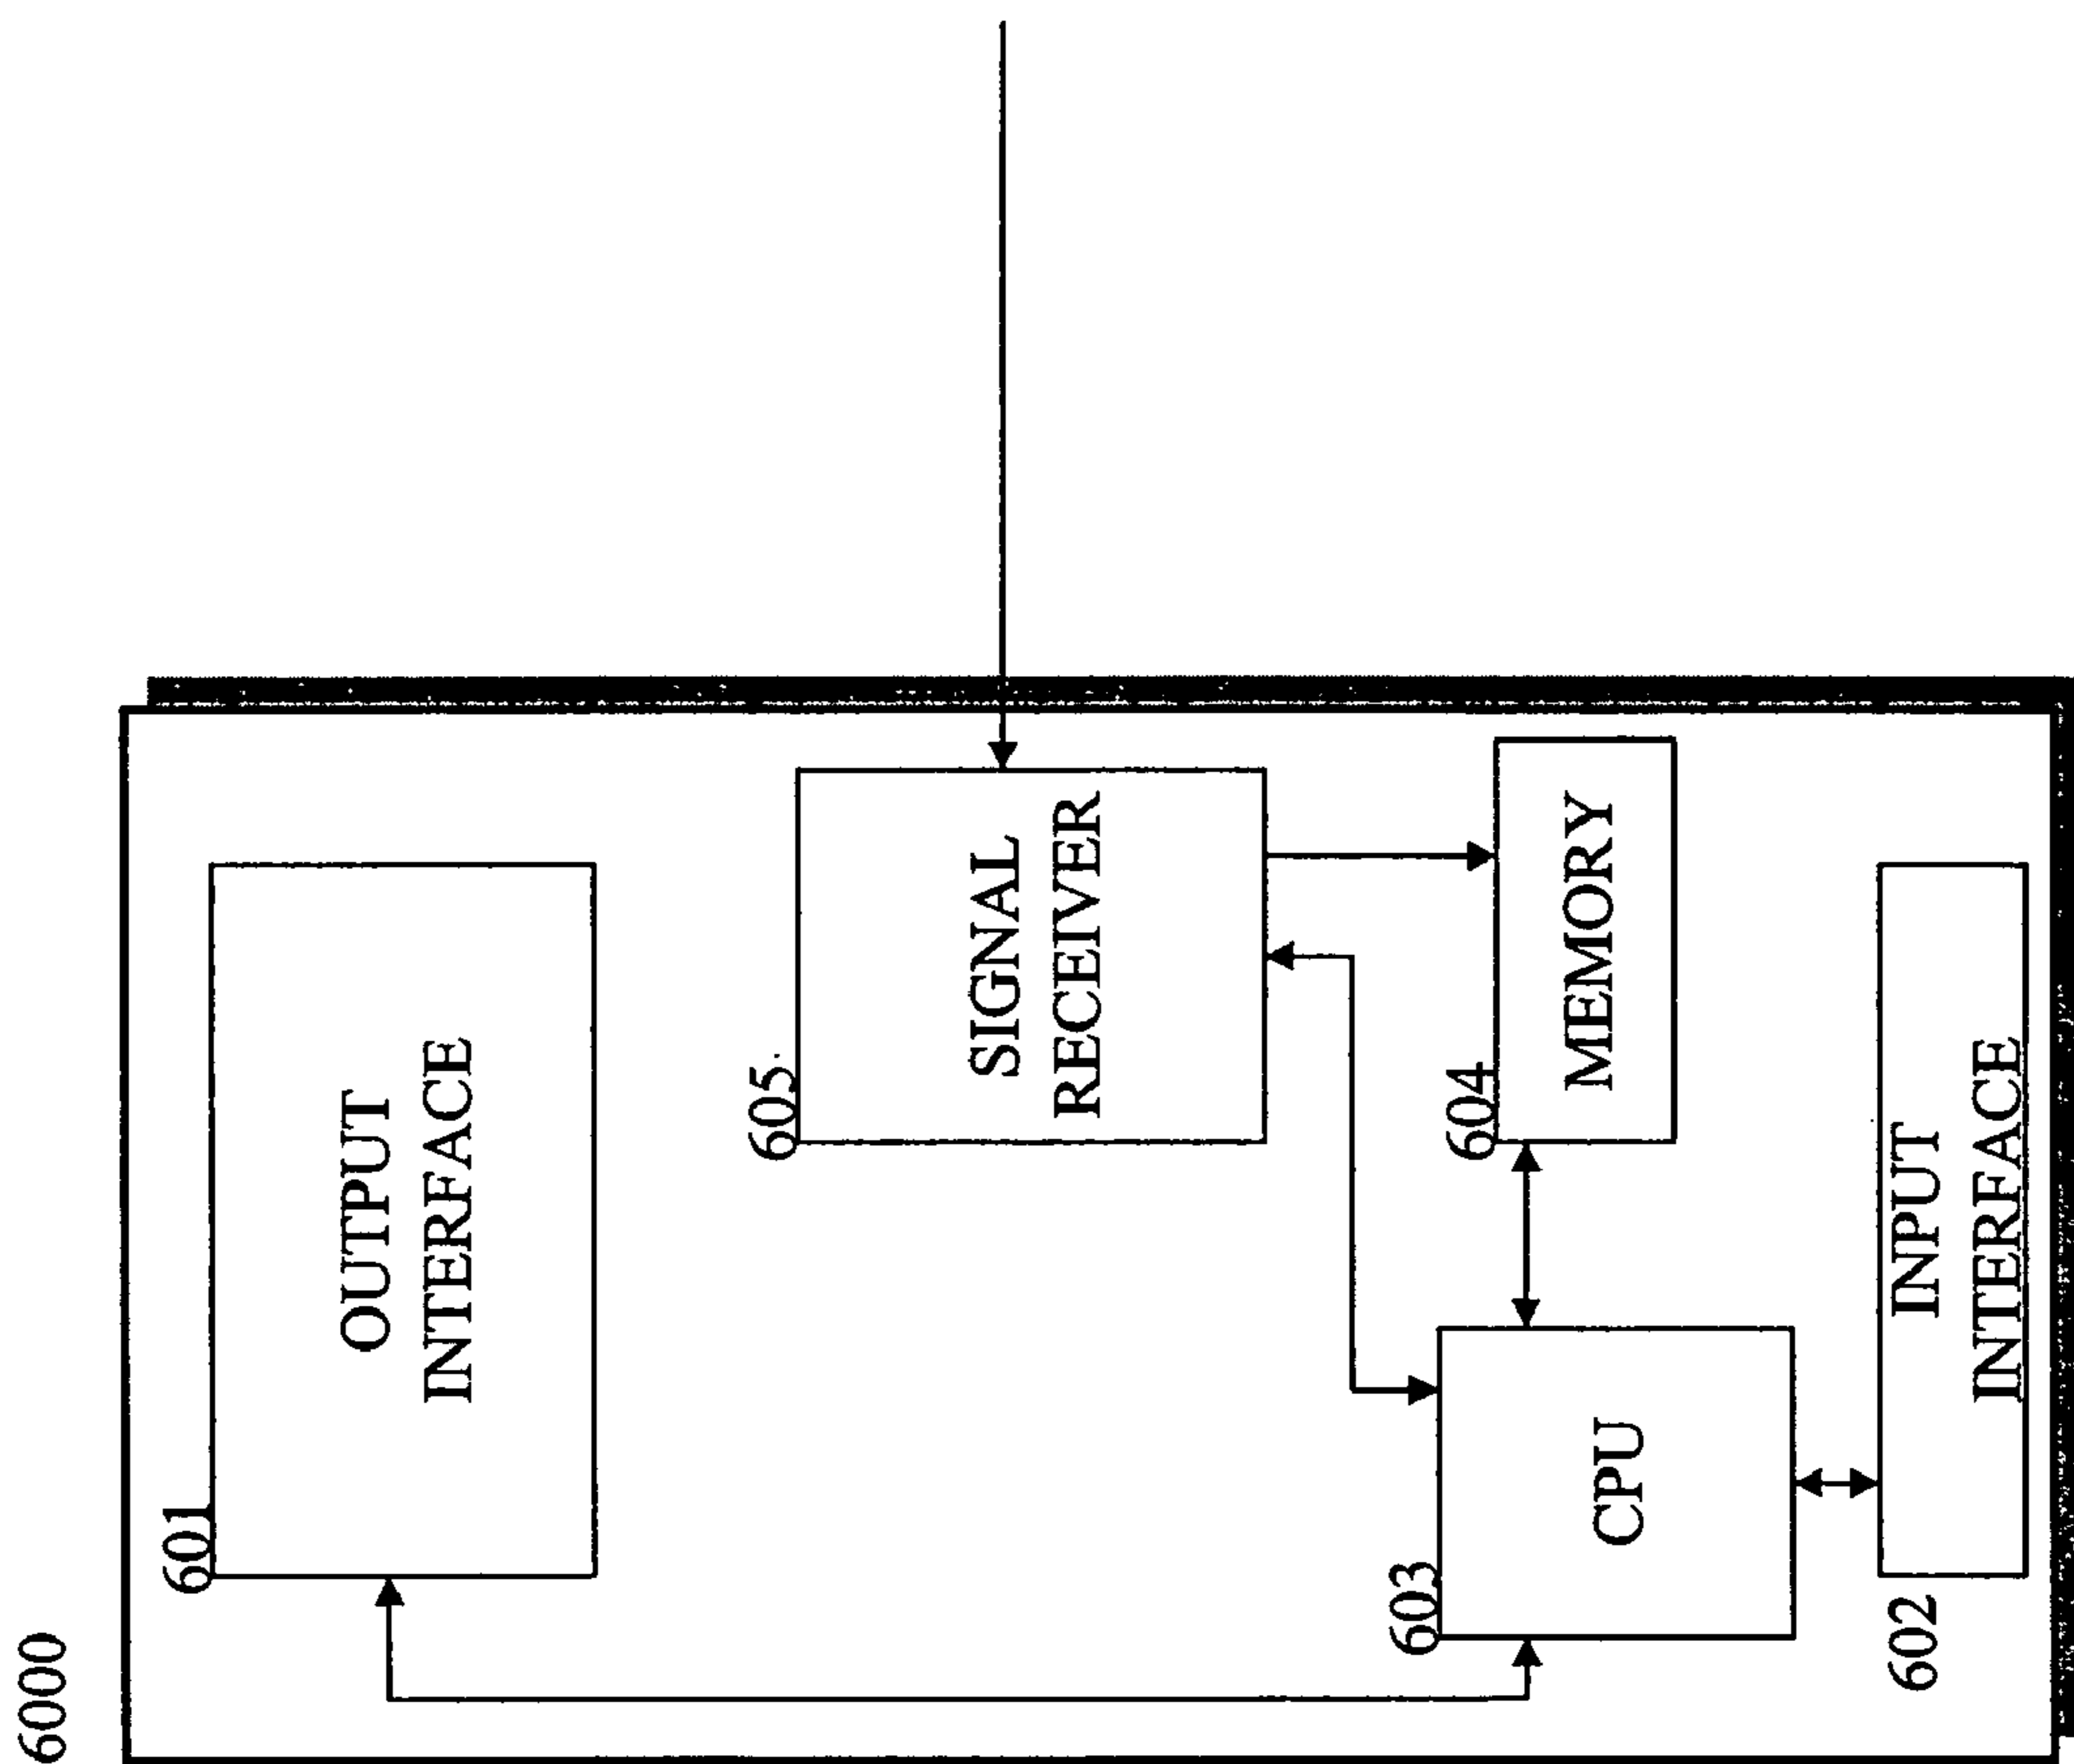 6000
601
OUTPUT
INTERFACE
605
SIGNAL
RECEIVER
604
MEMORY
603
CPU
602
INPUT
INTERFACE